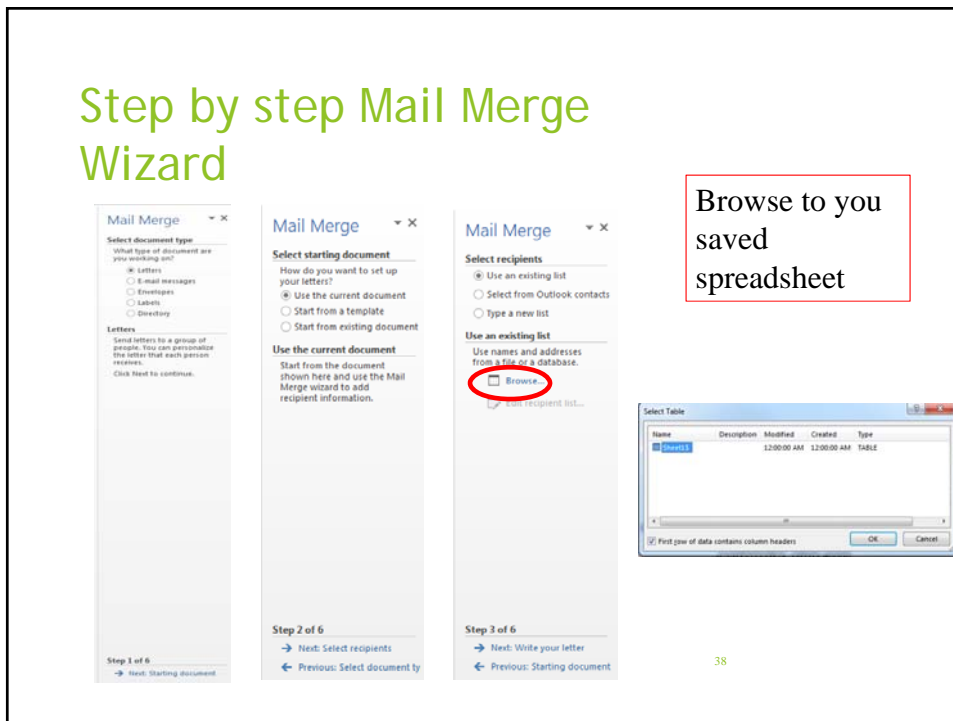 Step by step Mail Merge
Wizard
Mail Merge
Select document type
What type of document are
you working on?
Letters
E-mail messages
Envelopes
Labels
Directory
Letters
Send letters to a group of
people. You can personalize
the letter that each person
receives.
Click Next to continue.
Step 1 of 6
Next: Starting document
Mail Merge
Select starting document
How do you want to set up
your letters?
Use the current document
Start from a template
Start from existing document
Use the current document
Start from the document
shown here and use the Mail
Merge wizard to add
recipient information.
Step 2 of 6
Next: Select recipients
Previous: Select document ty
Mail Merge
Select recipients
Use an existing list
Select from Outlook contacts
Type a new list
Use an existing list
Use names and addresses
from a file or a database.
Browse...
Edit recipient list...
Step 3 of 6
Next: Write your letter
Previous: Starting document
Browse to you
saved
spreadsheet
Select Table
Name Description Modified Created Type
Sheet1$ 12:00:00 AM 12:00:00 AM TABLE
First row of data contains column headers
OK Cancel
38